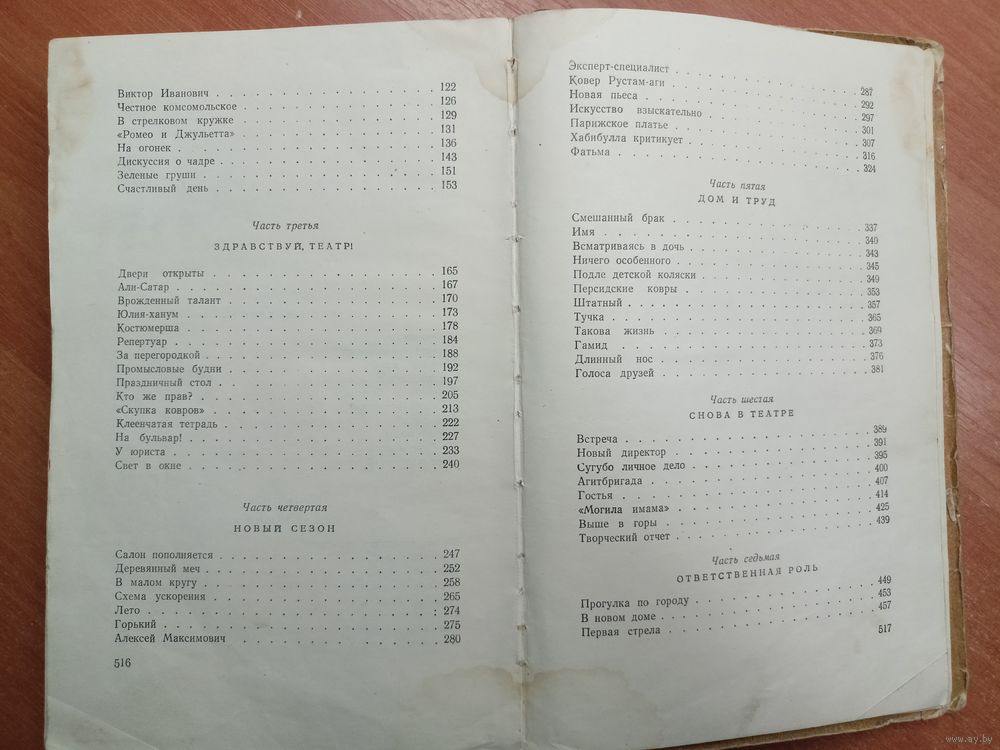 Виктор Иванович . . . 122
Честное комсомольское . . . 126
В стрелковом кружке . . . 129
«Ромео и Джульетта» . . . 131
На огонек . . . 136
Дискуссия о чадре . . . 143
Зеленые груши . . . 151
Счастливый день . . . 153
Часть третья
ЗДРАВСТВУЙ, ТЕАТР!
Двери открыты . . . 165
Али-Сатар . . . 167
Врожденный талант . . . 170
Юлия-ханум . . . 173
Костюмерша . . . 178
Репертуар . . . 184
За перегородкой . . . 188
Промысловые будни . . . 192
Праздничный стол . . . 197
Кто же прав? . . . 205
«Скупка ковров» . . . 213
Клеенчатая тетрадь . . . 222
На бульвар! . . . 227
У юриста . . . 233
Свет в окне . . . 240
Часть четвертая
НОВЫЙ СЕЗОН
Салон пополняется . . . 247
Деревянный меч . . . 252
В малом кругу . . . 258
Схема ускорения . . . 265
Лето . . . 274
Горький . . . 275
Алексей Максимович . . . 280
516
Эксперт-специалист . . . 287
Ковер Рустам-аги . . . 292
Новая пьеса . . . 297
Искусство взыскательно . . . 301
Парижское платье . . . 307
Хабибулла критикует . . . 316
Фатьма . . . 324
Часть пятая
ДОМ И ТРУД
Смешанный брак . . . 337
Имя . . . 340
Всматриваясь в дочь . . . 343
Ничего особенного . . . 345
Подле детской коляски . . . 349
Персидские ковры . . . 353
Штатный . . . 357
Тучка . . . 365
Такова жизнь . . . 369
Гамид . . . 373
Длинный нос . . . 376
Голоса друзей . . . 381
Часть шестая
СНОВА В ТЕАТРЕ
Встреча . . . 389
Новый директор . . . 391
Сугубо личное дело . . . 395
Агитбригада . . . 400
Гостья . . . 407
«Могила имама» . . . 414
Выше в горы . . . 425
Творческий отчет . . . 439
Часть седьмая
ОТВЕТСТВЕННАЯ РОЛЬ
Прогулка по городу . . . 449
В новом доме . . . 453
Первая стрела . . . 457
517
www.ay.by